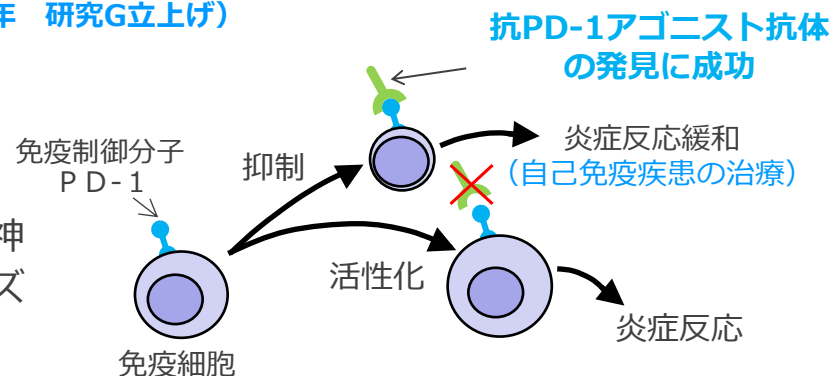 年 研究G立上げ）
抗PD-1アゴニスト抗体
の発見に成功
免疫制御分子
ＰＤ-１
抑制
炎症反応緩和
（自己免疫疾患の治療）
神
ズ
活性化
炎症反応
免疫細胞